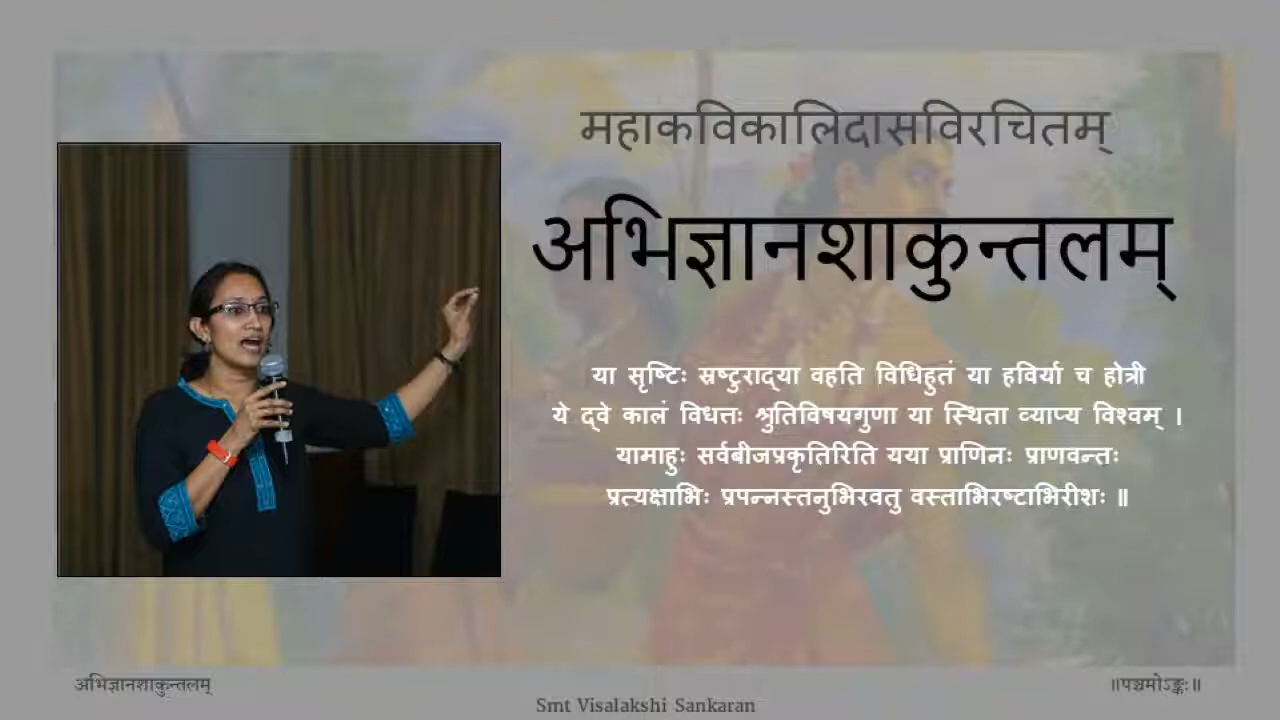 महाकविकालिदासविरचितम्
अभिज्ञानशाकुन्तलम्
या सृष्टिः स्रष्टुराद्या वहति विधिहुतं या हविर्या च होत्री
ये द्वे कालं विधत्तः श्रुतिविषयगुणा या स्थिता व्याप्य विश्वम् ।
यामाहुः सर्वबीजप्रकृतिरिति यया प्राणिनः प्राणवन्तः
प्रत्यक्षाभिः प्रपन्नस्तनुभिरवतु वस्ताभिरष्टाभिरीशः ॥
अभिज्ञानशाकुन्तलम्
Smt Visalakshi Sankaran
॥पञ्चमोऽङ्कः॥